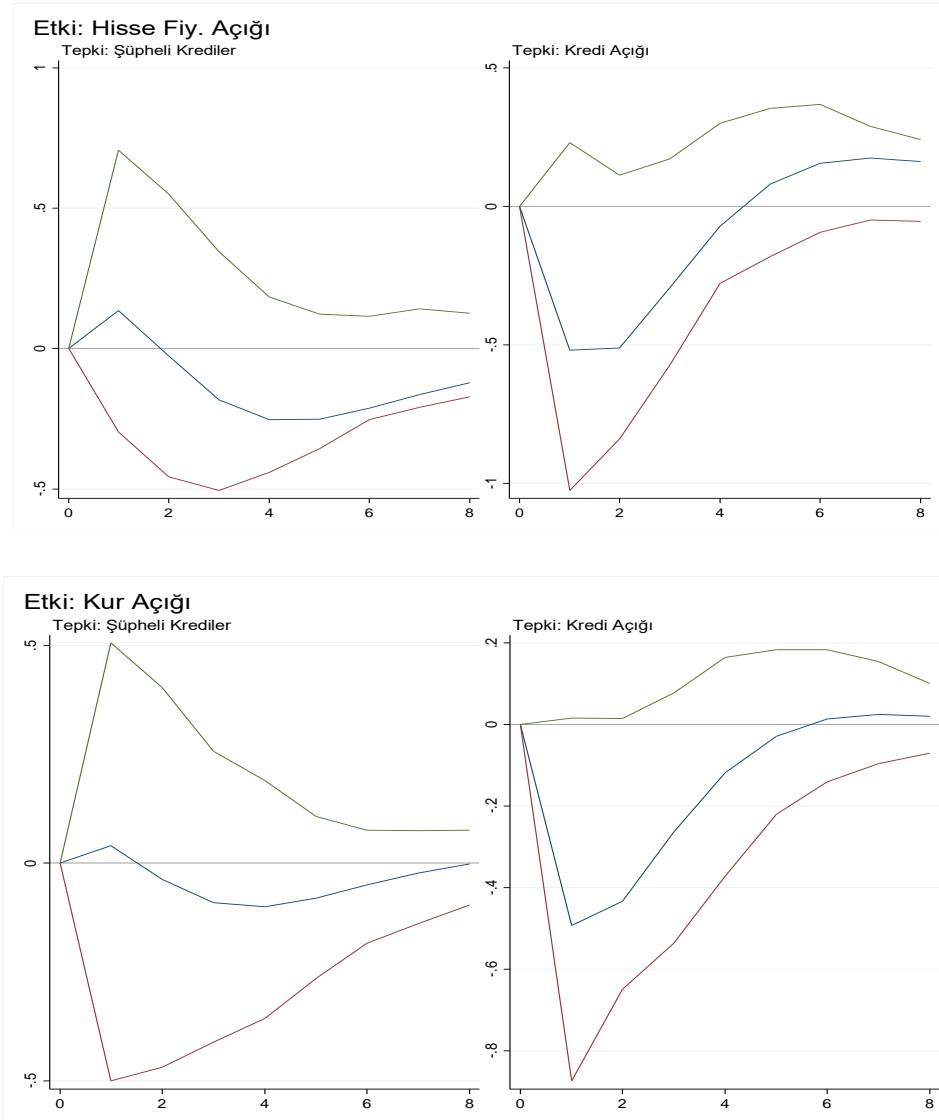 Etki: Hisse Fiy. Açığı
Tepki: Şüpheli Krediler
1
.5
0
-.5
0 2 4 6 8
Tepki: Kredi Açığı
.5
0
-.5
-1
0 2 4 6 8
Etki: Kur Açığı
Tepki: Şüpheli Krediler
.5
0
-.5
0 2 4 6 8
Tepki: Kredi Açığı
.2
0
-.2
-.4
-.6
-.8
0 2 4 6 8